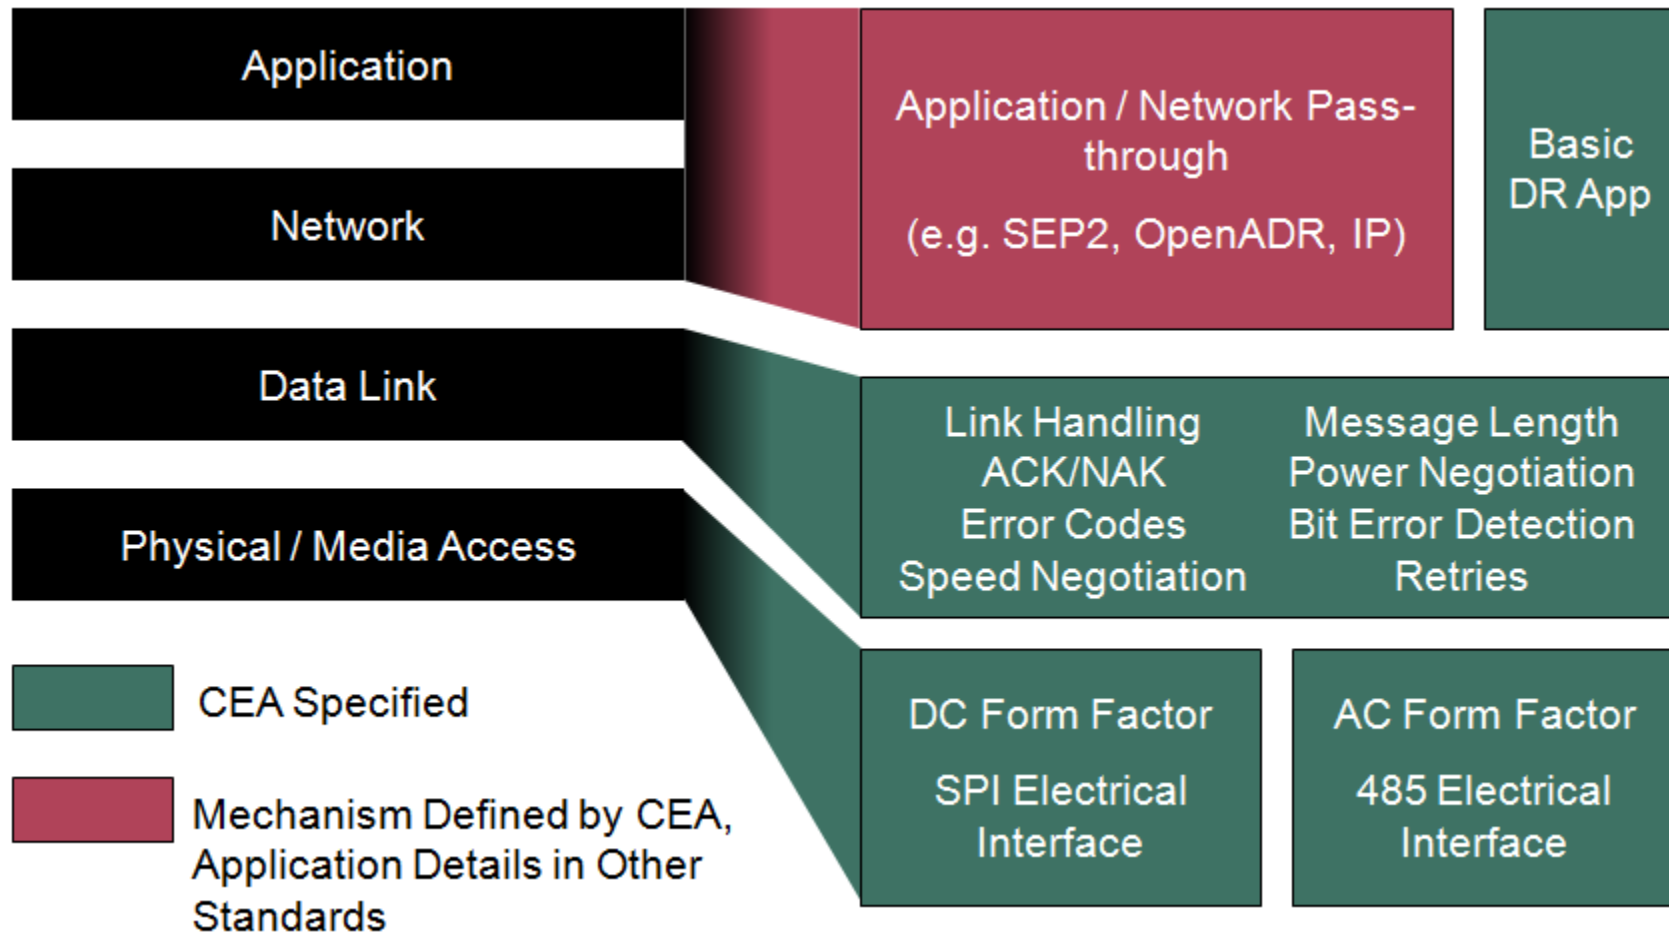 Application
Network
Data Link
Physical / Media Access
CEA Specified
Mechanism Defined by CEA,
Application Details in Other
Standards
Application / Network Pass-
through
(e.g. SEP2, OpenADR, IP)
Basic
DR App
Link Handling
ACK/NAK
Error Codes
Speed Negotiation
Message Length
Power Negotiation
Bit Error Detection
Retries
DC Form Factor
SPI Electrical
Interface
AC Form Factor
485 Electrical
Interface